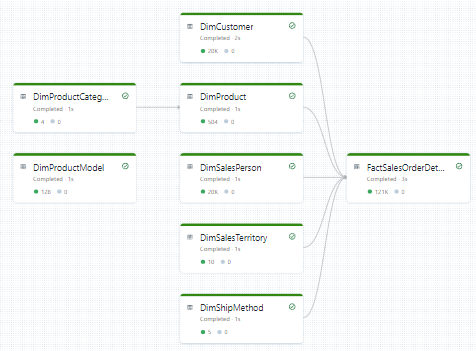 DimCustomer
Completed · 2s
20K 0
DimProductCateg...
Completed · 1s
4 0
DimProduct
Completed · 1s
504 0
DimProductModel
Completed · 1s
128 0
DimSalesPerson
Completed · 1s
20K 0
FactSalesOrderDet...
Completed · 3s
121K 0
DimSalesTerritory
Completed · 1s
10 0
DimShipMethod
Completed · 1s
5 0